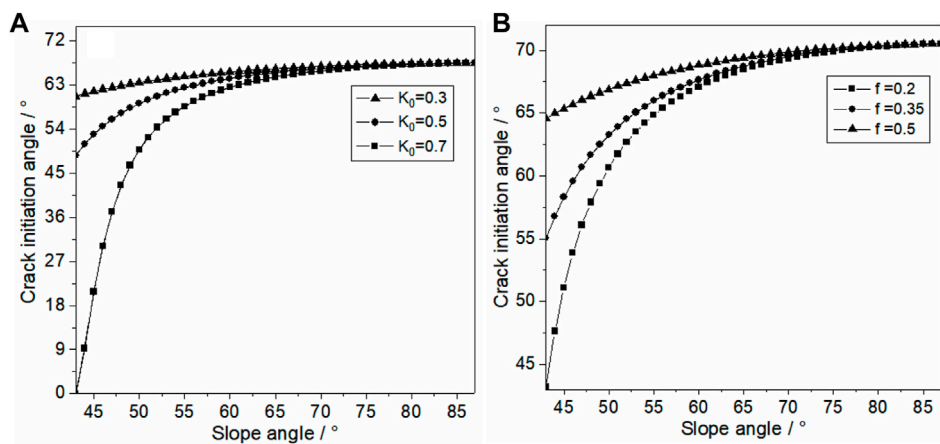 A
72
63
54
45
36
27
18
9
0
Crack initiation angle / °
45 50 55 60 65 70 75 80 85
Slope angle / °
K₀=0.3
K₀=0.5
K₀=0.7
B
70
65
60
55
50
45
Crack initiation angle / °
45 50 55 60 65 70 75 80 85
Slope angle / °
f =0.2
f =0.35
f =0.5